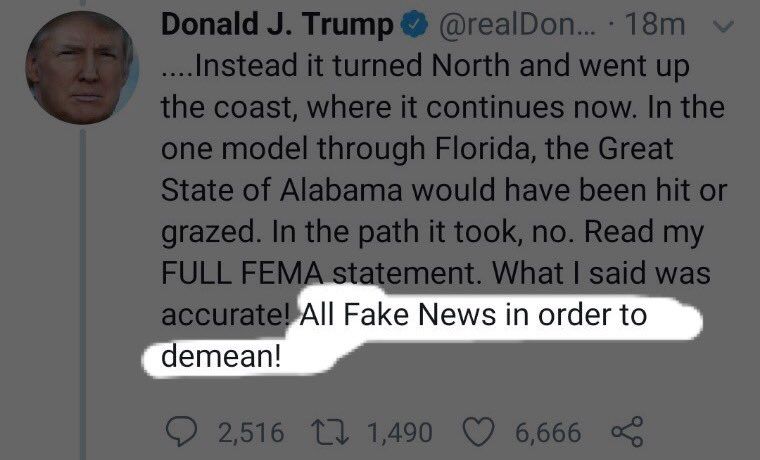 Donald J. Trump @realDon... · 18m
....Instead it turned North and went up
the coast, where it continues now. In the
one model through Florida, the Great
State of Alabama would have been hit or
grazed. In the path it took, no. Read my
FULL FEMA statement. What I said was
accurate! All Fake News in order to
demean!
2,516 1,490 6,666